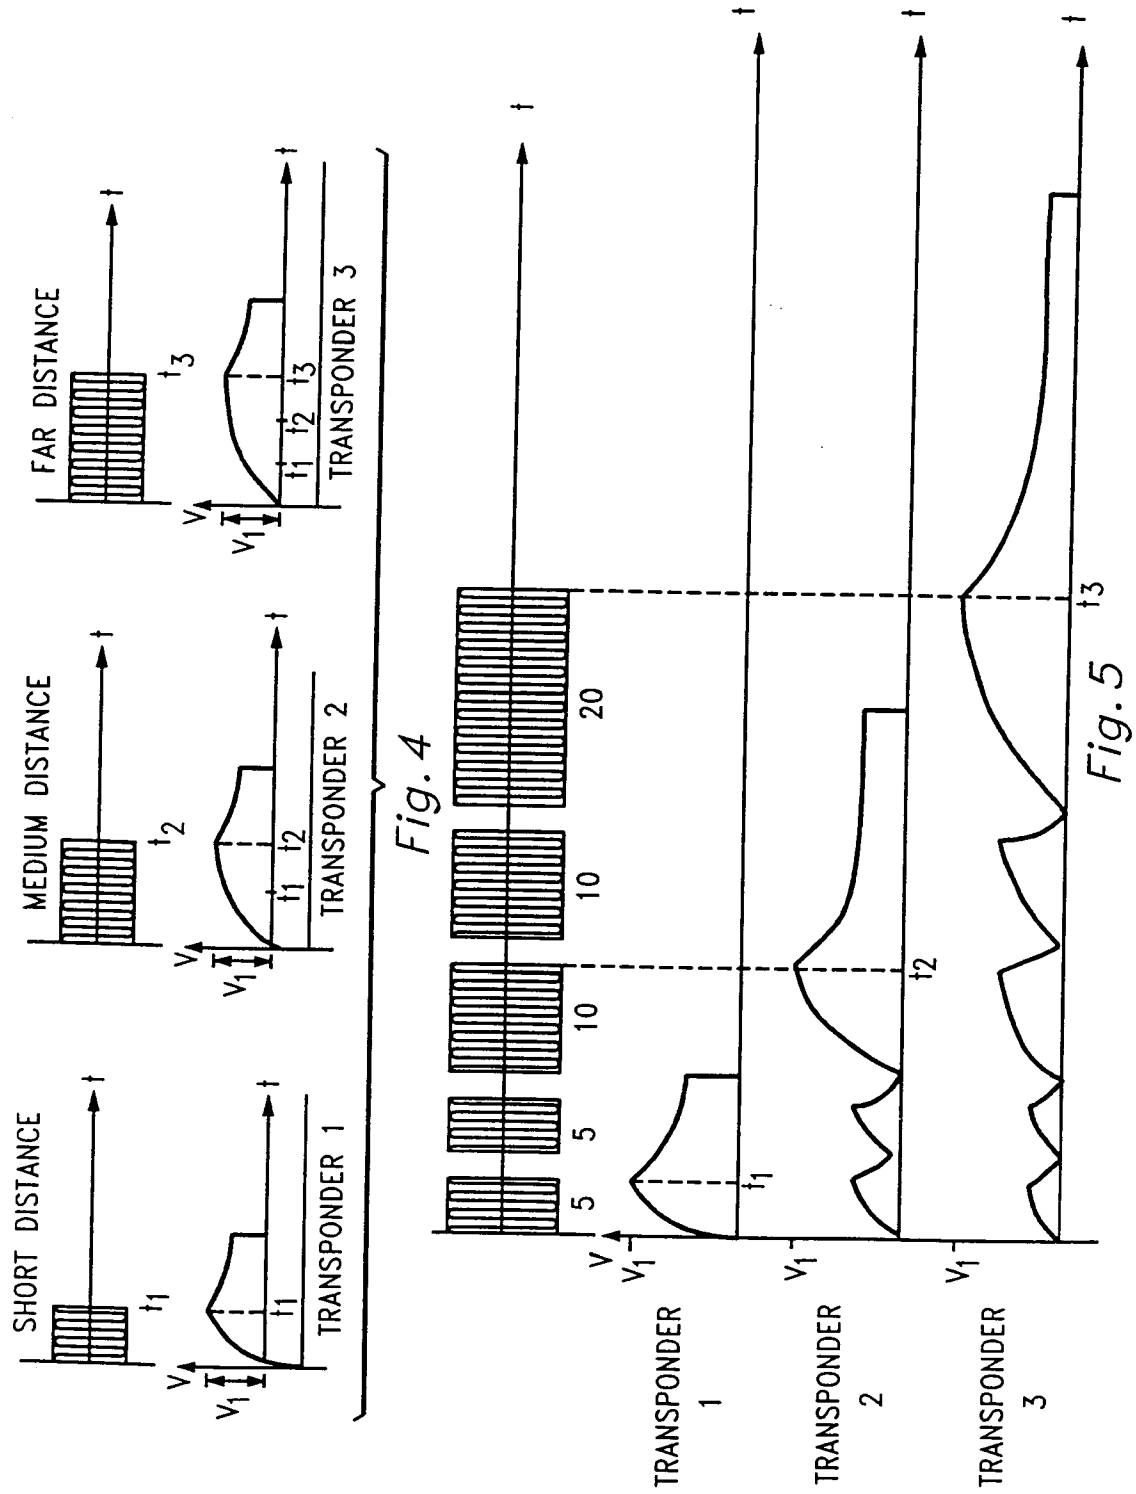 SHORT DISTANCE
MEDIUM DISTANCE
FAR DISTANCE
t
t
t
t1
t2
t3
V
V
V
V1
V1
V1
t
t
t
t1
t1
t2
t1
t2
t3
TRANSPONDER 1
TRANSPONDER 2
TRANSPONDER 3
Fig. 4
t
5
5
10
10
20
V
V1
TRANSPONDER
1
t1
t
V1
TRANSPONDER
2
t2
t
V1
TRANSPONDER
3
t3
t
Fig. 5